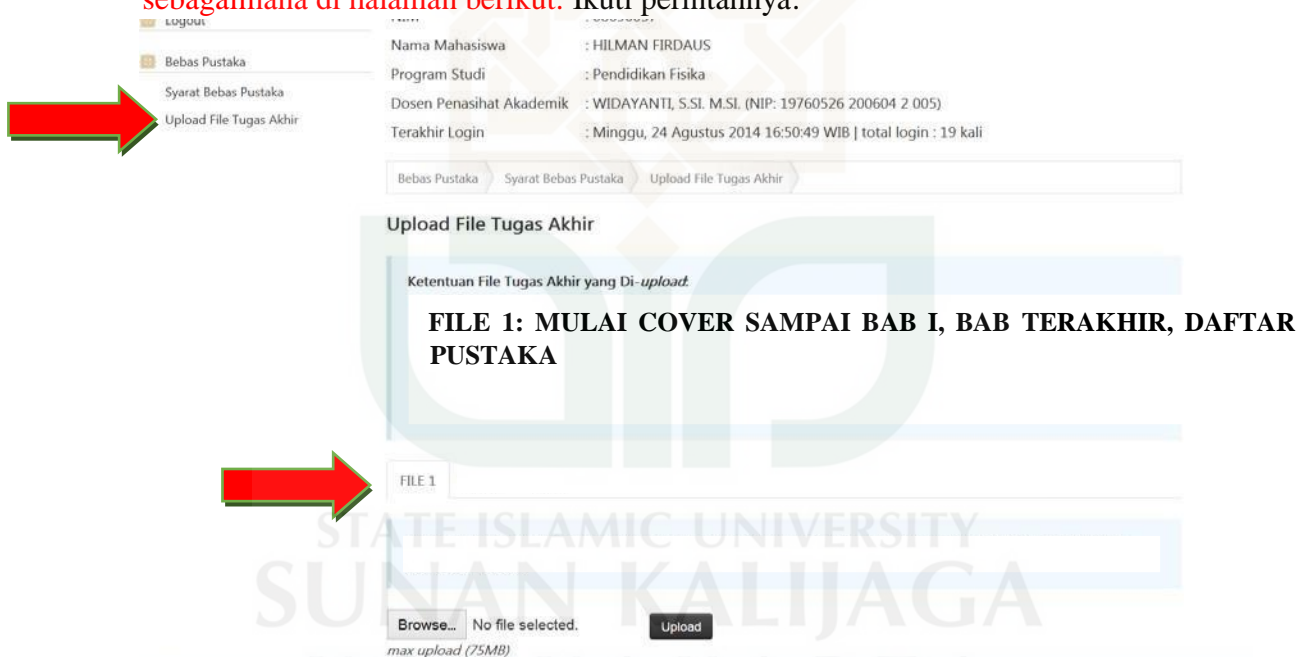 sebagaimana di halaman berikut. Ikuti perintahnya.
Logout
Nama Mahasiswa : HILMAN FIRDAUS
Bebas Pustaka
Program Studi : Pendidikan Fisika
Syarat Bebas Pustaka
Dosen Penasihat Akademik : WIDAYANTI, S.SI. M.SI. (NIP: 19760526 200604 2 005)
Upload File Tugas Akhir
Terakhir Login : Minggu, 24 Agustus 2014 16:50:49 WIB | total login : 19 kali
Bebas Pustaka Syarat Bebas Pustaka Upload File Tugas Akhir
Upload File Tugas Akhir
Ketentuan File Tugas Akhir yang Di-upload:
FILE 1: MULAI COVER SAMPAI BAB I, BAB TERAKHIR, DAFTAR
PUSTAKA
FILE 1
STATE ISLAMIC UNIVERSITY
SUNAN KALIJAGA
Browse... No file selected. Upload
max upload (75MB)